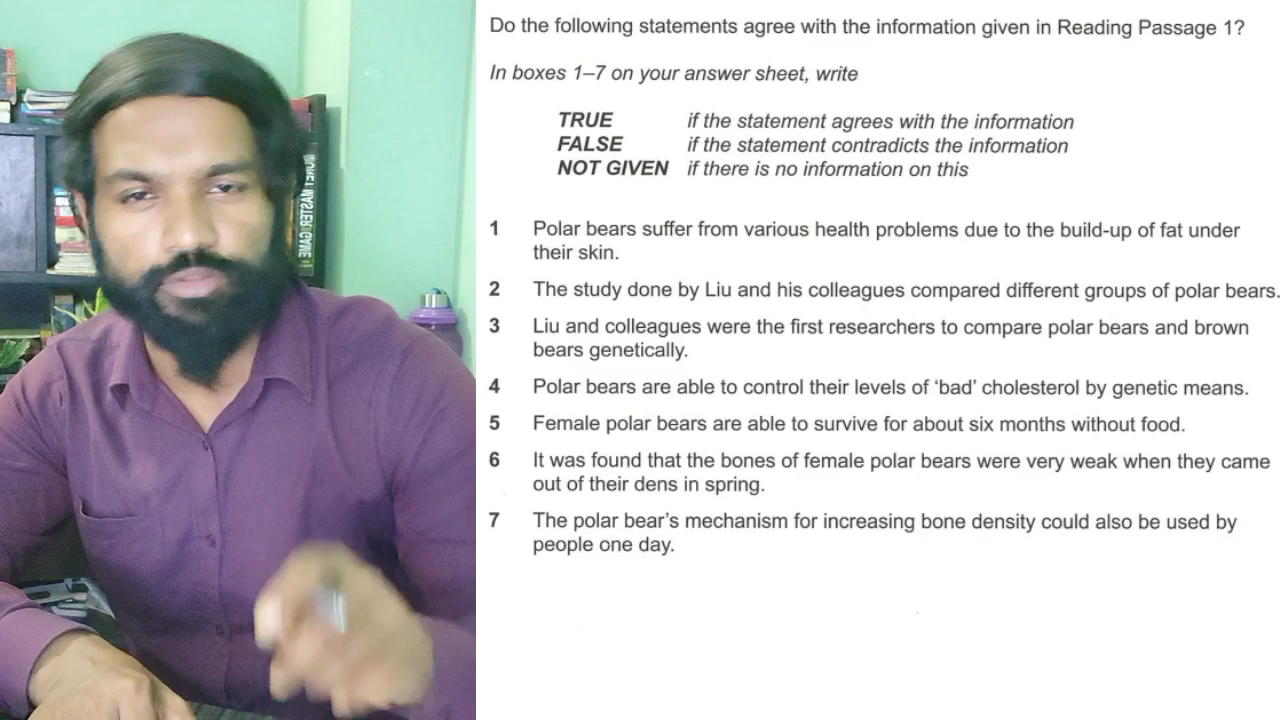 Do the following statements agree with the information given in Reading Passage 1?
In boxes 1–7 on your answer sheet, write
TRUE if the statement agrees with the information
FALSE if the statement contradicts the information
NOT GIVEN if there is no information on this
1 Polar bears suffer from various health problems due to the build-up of fat under
their skin.
2 The study done by Liu and his colleagues compared different groups of polar bears.
3 Liu and colleagues were the first researchers to compare polar bears and brown
bears genetically.
4 Polar bears are able to control their levels of ‘bad’ cholesterol by genetic means.
5 Female polar bears are able to survive for about six months without food.
6 It was found that the bones of female polar bears were very weak when they came
out of their dens in spring.
7 The polar bear’s mechanism for increasing bone density could also be used by
people one day.
MONEY MASTER GAME